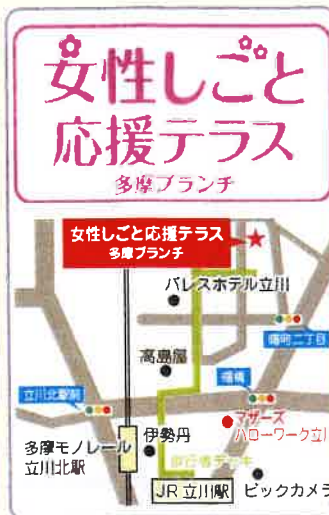 女性しごと
応援テラス
多摩ブランチ
女性しごと応援テラス
多摩ブランチ
パレスホテル立川
曙町二丁目
高島屋
立川北駅前
曙橋
マザーズ
ハローワーク立川
多摩モノレール
立川北駅
伊勢丹
歩行者デッキ
JR 立川駅
ビックカメラ